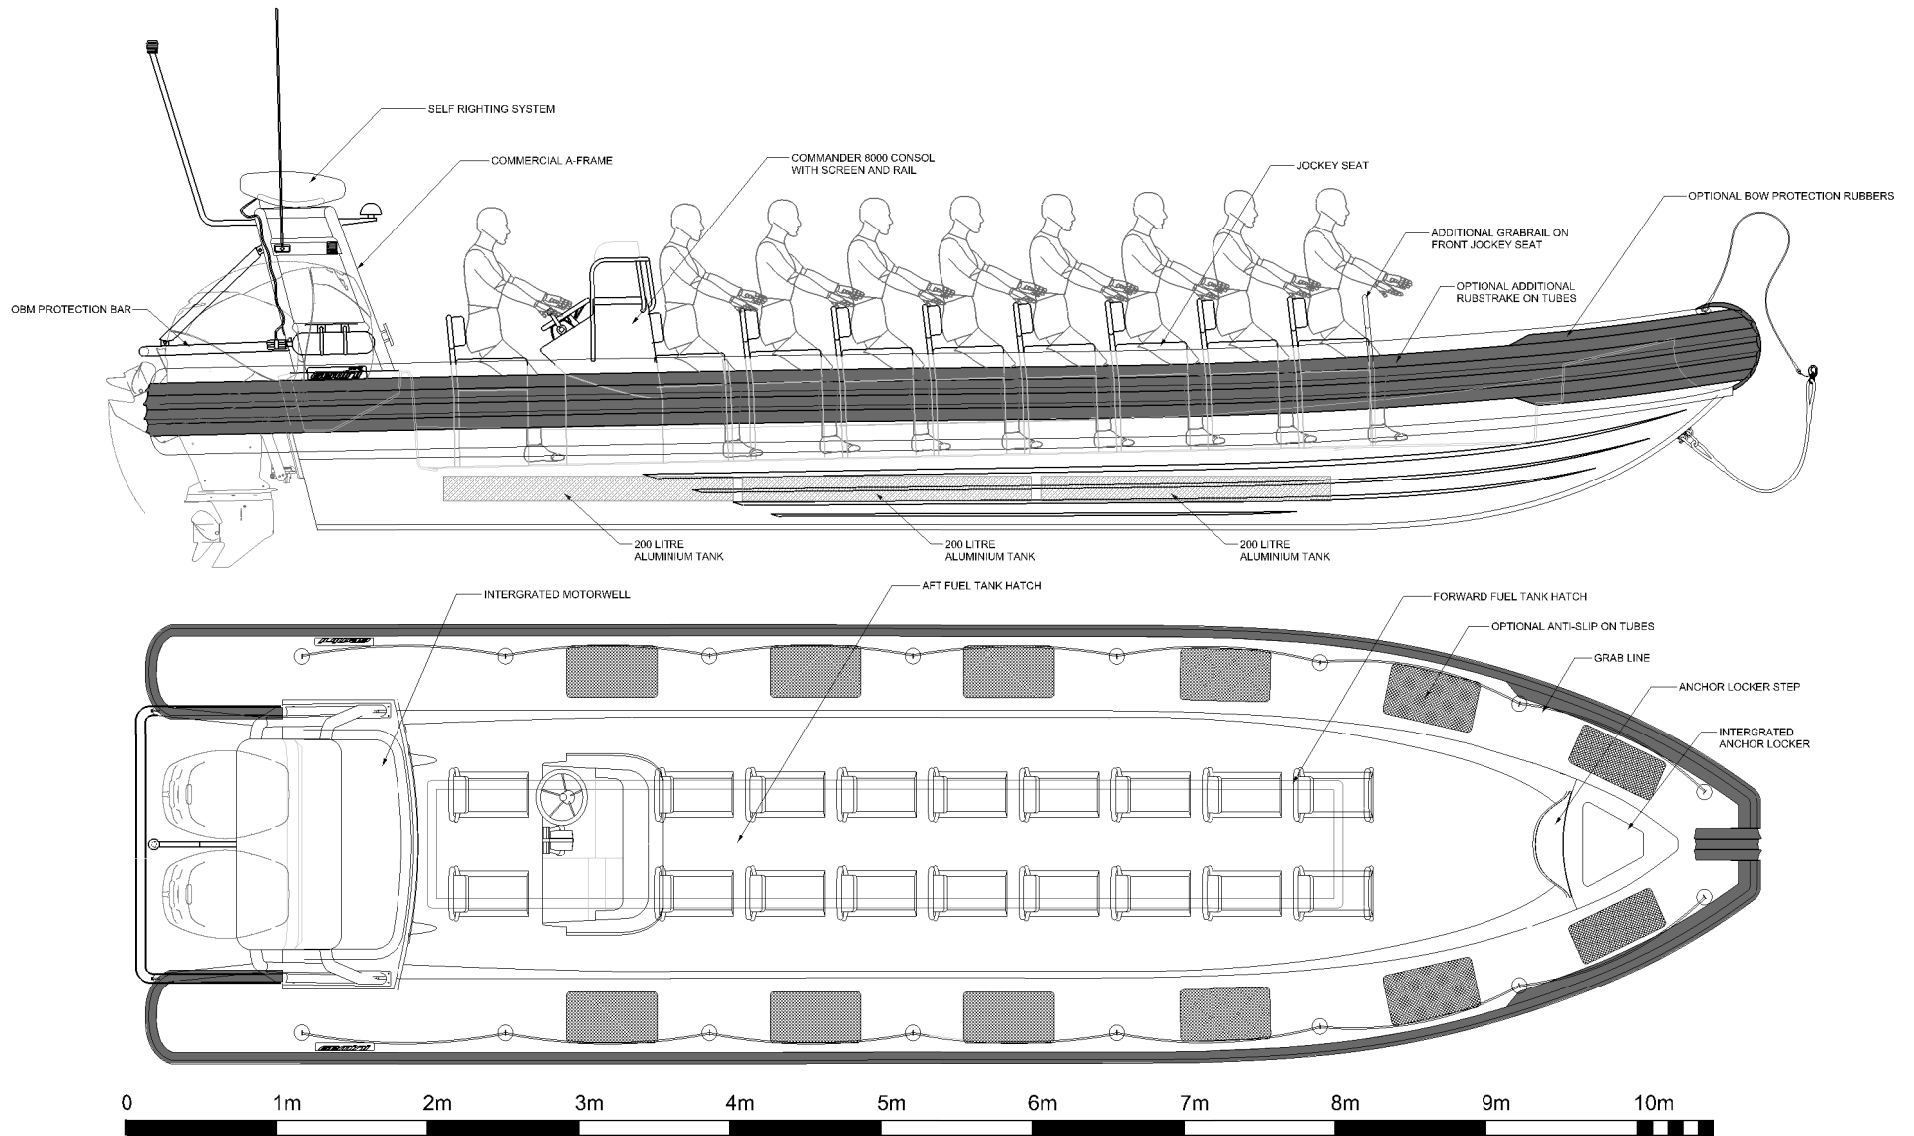 SELF RIGHTING SYSTEM
COMMERCIAL A-FRAME
COMMANDER 8000 CONSOL
WITH SCREEN AND RAIL
JOCKEY SEAT
OPTIONAL BOW PROTECTION RUBBERS
ADDITIONAL GRABRAIL ON
FRONT JOCKEY SEAT
OPTIONAL ADDITIONAL
RUBSTRAKE ON TUBES
OBM PROTECTION BAR
200 LITRE
ALUMINIUM TANK
200 LITRE
ALUMINIUM TANK
200 LITRE
ALUMINIUM TANK
AFT FUEL TANK HATCH
INTERGRATED MOTORWELL
FORWARD FUEL TANK HATCH
OPTIONAL ANTI-SLIP ON TUBES
GRAB LINE
ANCHOR LOCKER STEP
INTERGRATED
ANCHOR LOCKER
0 1m 2m 3m 4m 5m 6m 7m 8m 9m 10m